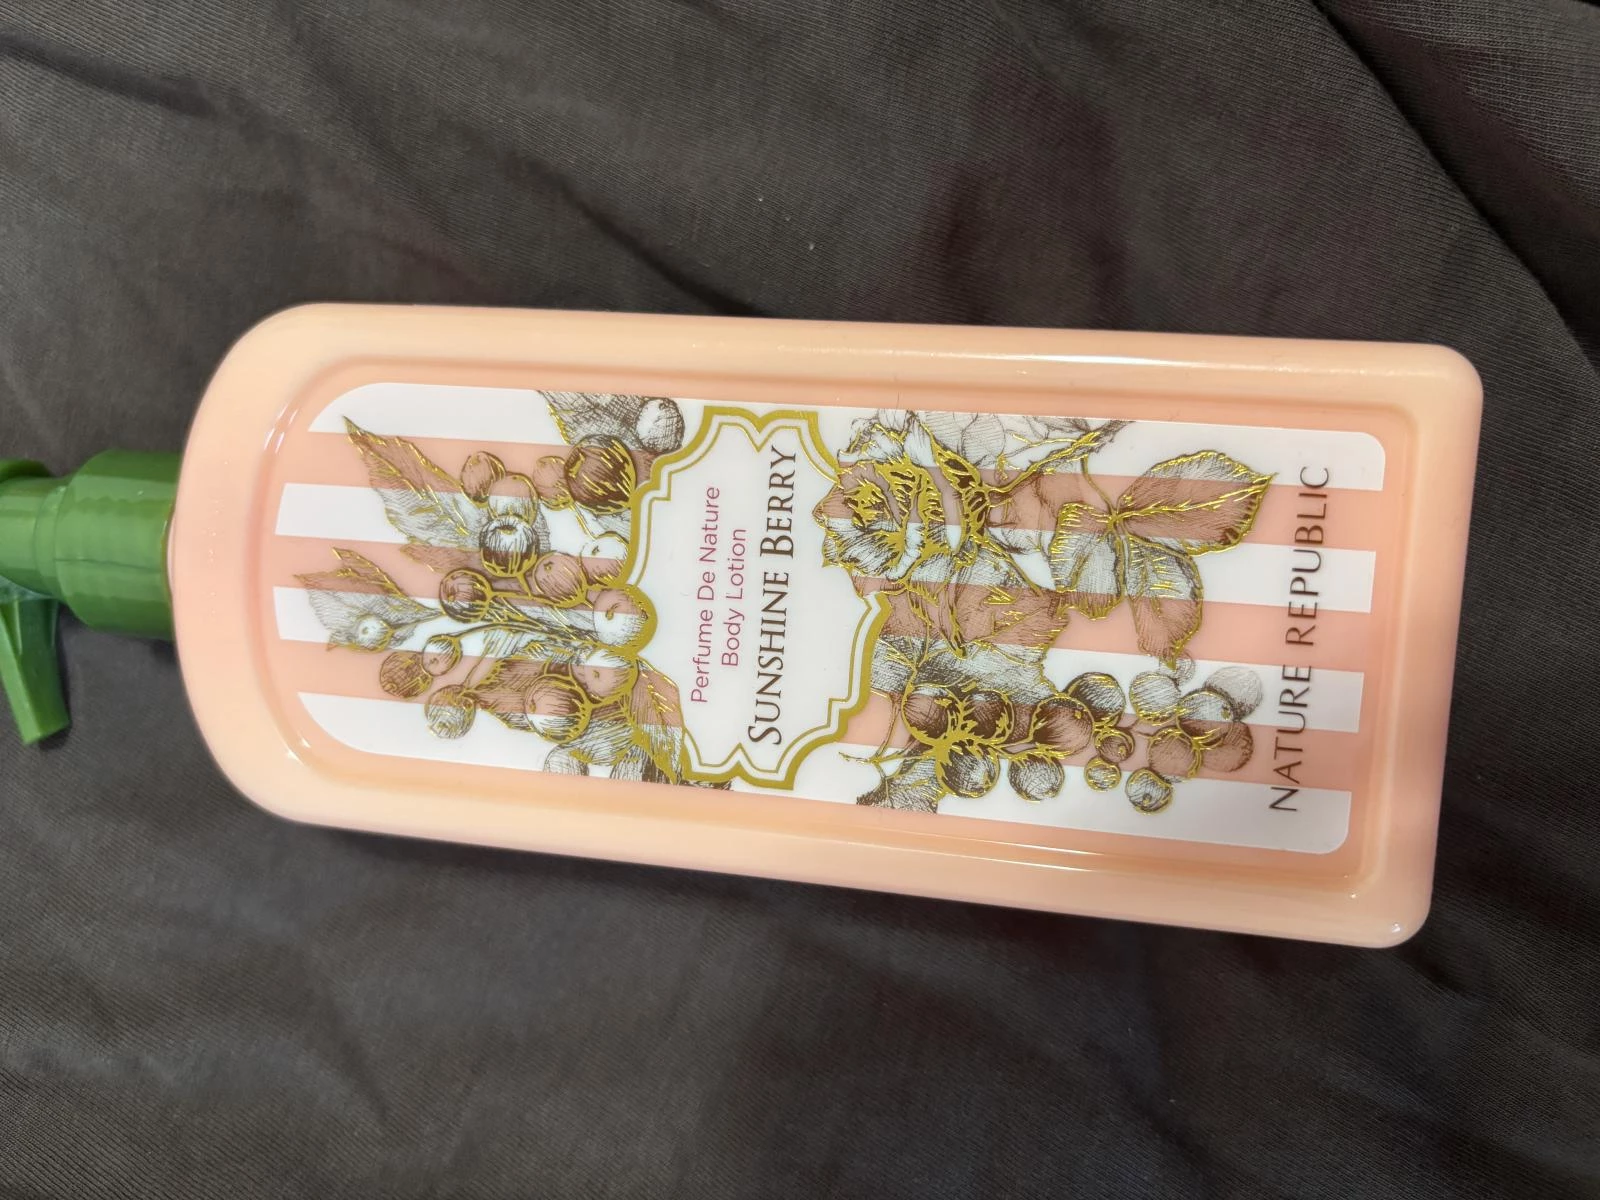 Perfume De Nature
Body Lotion
SUNSHINE BERRY
NATURE REPUBLIC